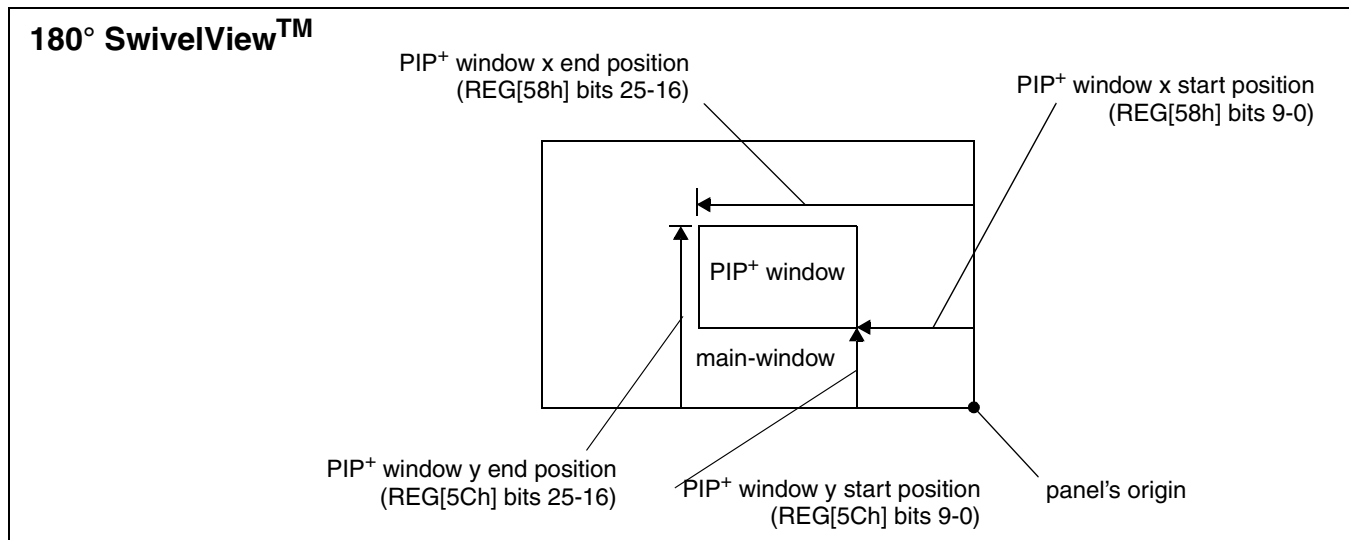 180° SwivelView™
PIP+ window x end position
(REG[58h] bits 25-16)
PIP+ window x start position
(REG[58h] bits 9-0)
PIP+ window
main-window
PIP+ window y end position
(REG[5Ch] bits 25-16)
PIP+ window y start position
(REG[5Ch] bits 9-0)
panel's origin